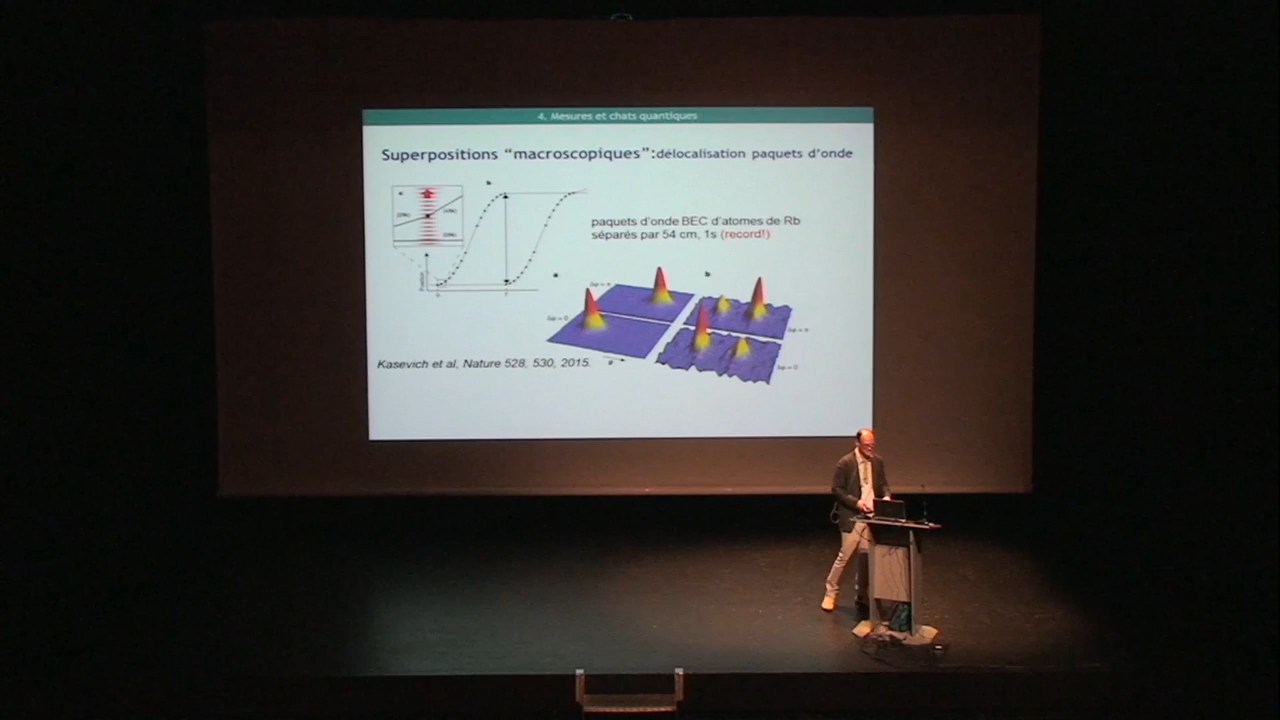 4. Mesures et chats quantiques
Superpositions “macroscopiques”:délocalisation paquets d'onde
paquets d'onde BEC d'atomes de Rb
séparés par 54 cm, 1s (record!)
a
b
Kasevich et al, Nature 528, 530, 2015.